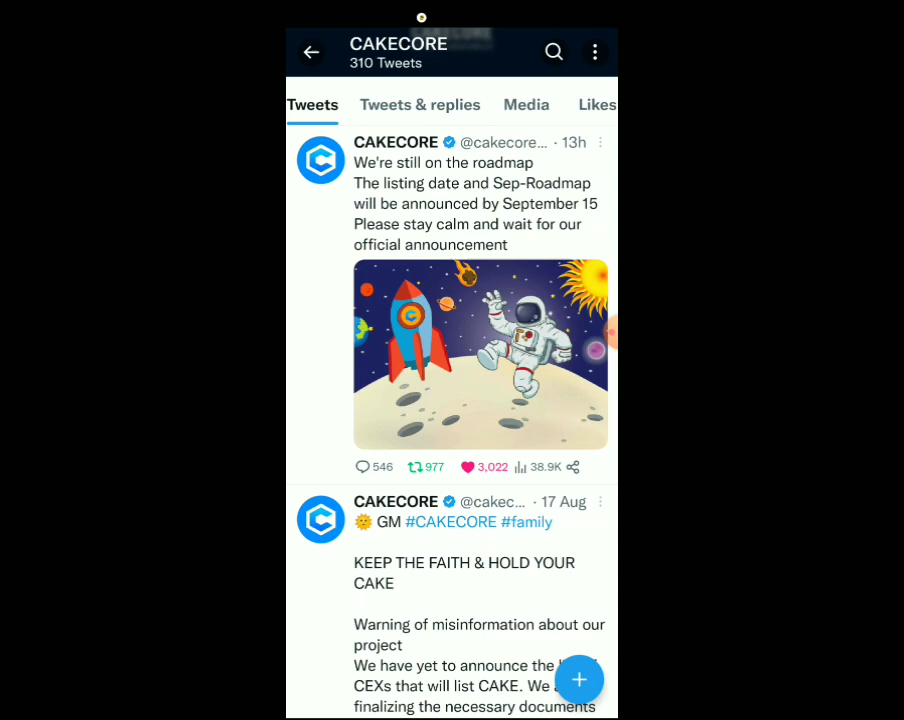 CAKECORE
310 Tweets
Tweets Tweets & replies Media Likes
CAKECORE @cakecore... · 13h
We're still on the roadmap
The listing date and Sep-Roadmap
will be announced by September 15
Please stay calm and wait for our
official announcement
546 977 3,022 38.9K
CAKECORE @cakec... · 17 Aug
🌞 GM #CAKECORE #family
KEEP THE FAITH & HOLD YOUR
CAKE
Warning of misinformation about our
project
We have yet to announce the
CEXs that will list CAKE. We
finalizing the necessary documents